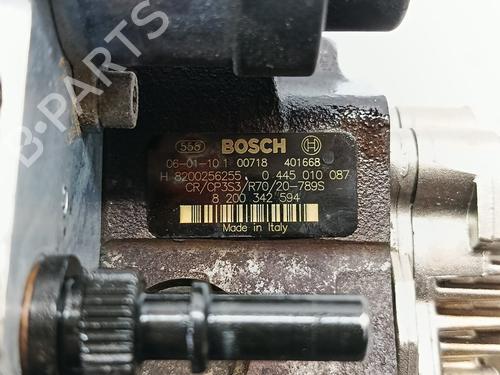 568 BOSCH
06-01-10 1 00718 401668
H 8200256255 0 445 010 087
CR/CP3S3/R70/20-789S
8 200 342 594
Made in Italy
B-PARTS